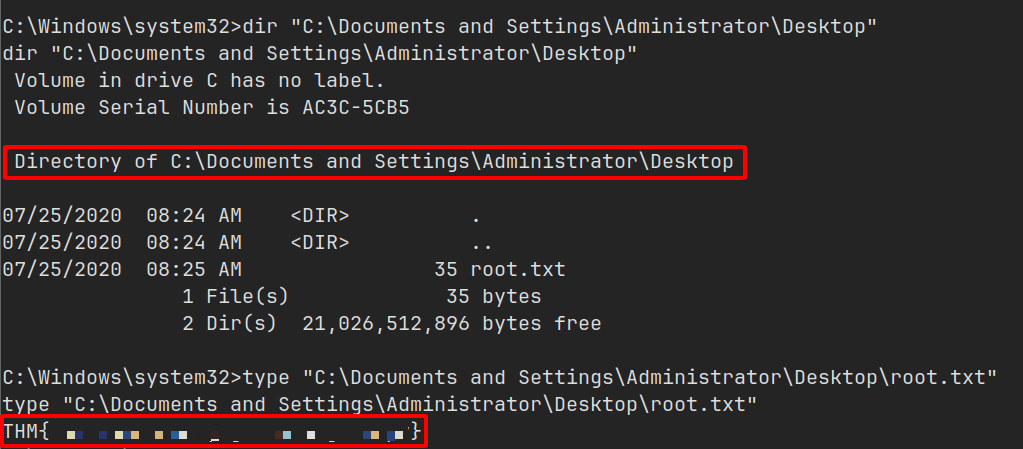 C:\Windows\system32>dir "C:\Documents and Settings\Administrator\Desktop"
dir "C:\Documents and Settings\Administrator\Desktop"
 Volume in drive C has no label.
 Volume Serial Number is AC3C-5CB5
 Directory of C:\Documents and Settings\Administrator\Desktop
07/25/2020  08:24 AM    <DIR>          .
07/25/2020  08:24 AM    <DIR>          ..
07/25/2020  08:25 AM                35 root.txt
               1 File(s)             35 bytes
               2 Dir(s)  21,026,512,896 bytes free
C:\Windows\system32>type "C:\Documents and Settings\Administrator\Desktop\root.txt"
type "C:\Documents and Settings\Administrator\Desktop\root.txt"
THM{ }